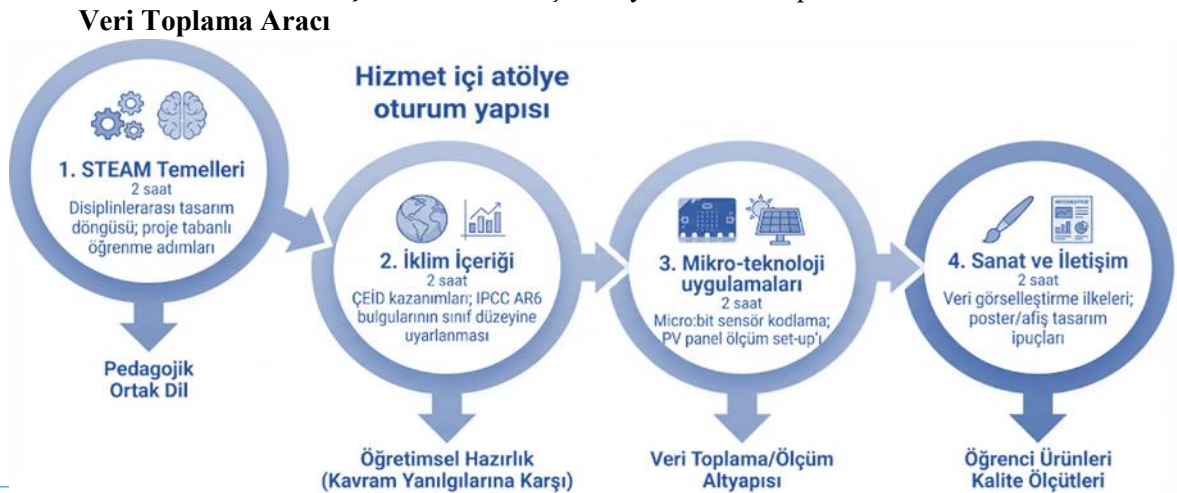 Veri Toplama Aracı
Hizmet içi atölye
oturum yapısı
1. STEAM Temelleri
2 saat
Disiplinlerarası tasarım
döngüsü; proje tabanlı
öğrenme adımları
Pedagojik
Ortak Dil
2. İklim İçeriği
2 saat
ÇEİD kazanımları; IPCC AR6
bulgularının sınıf düzeyine
uyarlanması
Öğretimsel Hazırlık
(Kavram Yanılgılarına Karşı)
3. Mikro-teknoloji
uygulamaları
2 saat
Micro:bit sensör kodlama;
PV panel ölçüm set-up'ı
Veri Toplama/Ölçüm
Altyapısı
4. Sanat ve İletişim
2 saat
Veri görselleştirme ilkeleri;
poster/afiş tasarım
ipuçları
Öğrenci Ürünleri
Kalite Ölçütleri